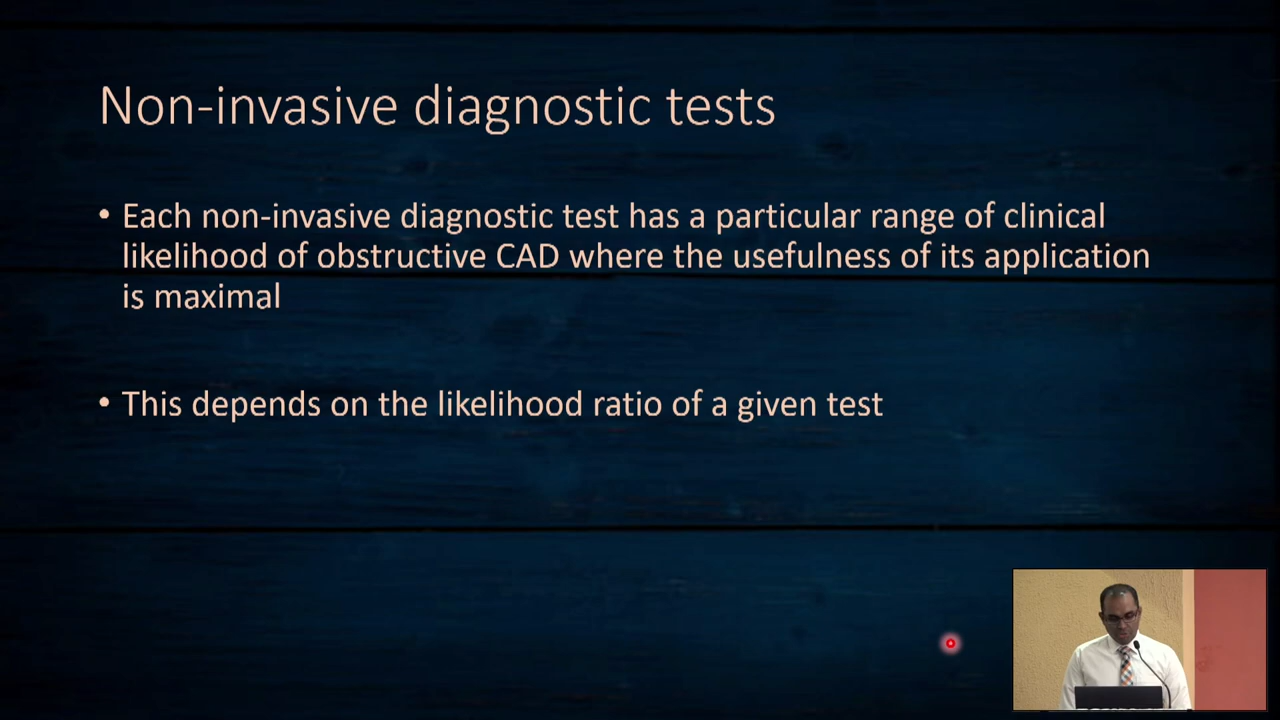 Non-invasive diagnostic tests
• Each non-invasive diagnostic test has a particular range of clinical
likelihood of obstructive CAD where the usefulness of its application
is maximal
• This depends on the likelihood ratio of a given test